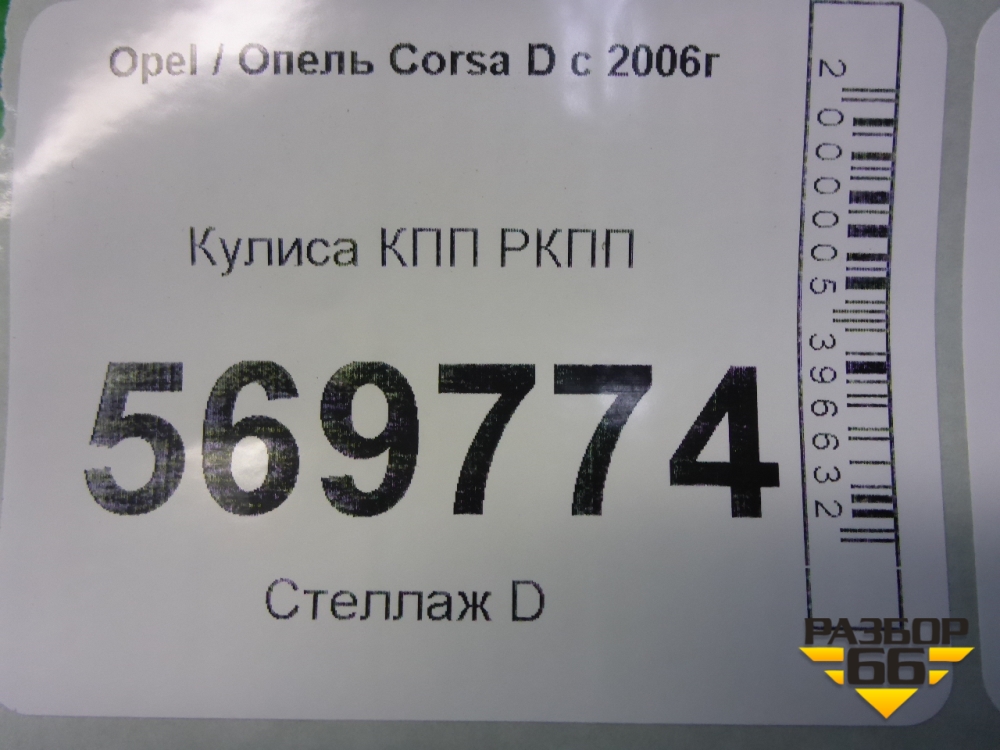 Opel / Опель Corsa D с 2006г
Кулиса КПП РКПП
569774
Стеллаж D
2000005396632
РАЗБОР
66